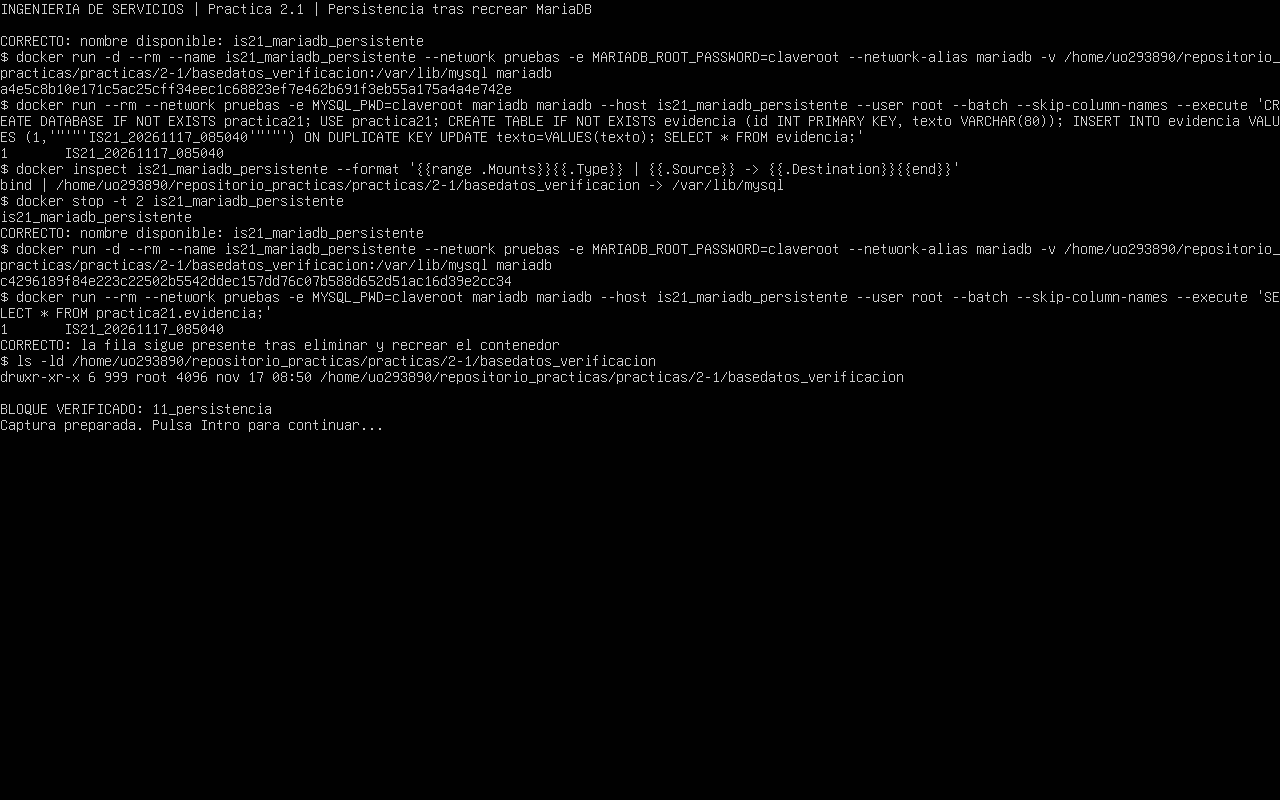 INGENIERIA DE SERVICIOS | Practica 2.1 | Persistencia tras recrear MariaDB
CORRECTO: nombre disponible: is21_mariadb_persistente
$ docker run -d --rm --name is21_mariadb_persistente --network pruebas -e MARIADB_ROOT_PASSWORD=claveroot --network-alias mariadb -v /home/uo293890/repositorio_
practicas/practicas/2-1/basedatos_verificacion:/var/lib/mysql mariadb
a4e5c8b10e171c5ac25cff34eec1c68823ef7e462b691f3eb55a175a4a4e742e
$ docker run --rm --network pruebas -e MYSQL_PWD=claveroot mariadb mariadb --host is21_mariadb_persistente --user root --batch --skip-column-names --execute 'CR
EATE DATABASE IF NOT EXISTS practica21; USE practica21; CREATE TABLE IF NOT EXISTS evidencia (id INT PRIMARY KEY, texto VARCHAR(80)); INSERT INTO evidencia VALU
ES (1,'"'"'IS21_20261117_085040'"'"') ON DUPLICATE KEY UPDATE texto=VALUES(texto); SELECT * FROM evidencia;'
1       IS21_20261117_085040
$ docker inspect is21_mariadb_persistente --format '{{range .Mounts}}{{.Type}} | {{.Source}} -> {{.Destination}}{{end}}'
bind | /home/uo293890/repositorio_practicas/practicas/2-1/basedatos_verificacion -> /var/lib/mysql
$ docker stop -t 2 is21_mariadb_persistente
is21_mariadb_persistente
CORRECTO: nombre disponible: is21_mariadb_persistente
$ docker run -d --rm --name is21_mariadb_persistente --network pruebas -e MARIADB_ROOT_PASSWORD=claveroot --network-alias mariadb -v /home/uo293890/repositorio_
practicas/practicas/2-1/basedatos_verificacion:/var/lib/mysql mariadb
c4296189f84e223c22502b5542ddec157dd76c07b588d652d51ac16d39e2cc34
$ docker run --rm --network pruebas -e MYSQL_PWD=claveroot mariadb mariadb --host is21_mariadb_persistente --user root --batch --skip-column-names --execute 'SE
LECT * FROM practica21.evidencia;'
1       IS21_20261117_085040
CORRECTO: la fila sigue presente tras eliminar y recrear el contenedor
$ ls -ld /home/uo293890/repositorio_practicas/practicas/2-1/basedatos_verificacion
drwxr-xr-x 6 999 root 4096 nov 17 08:50 /home/uo293890/repositorio_practicas/practicas/2-1/basedatos_verificacion
BLOQUE VERIFICADO: 11_persistencia
Captura preparada. Pulsa Intro para continuar...